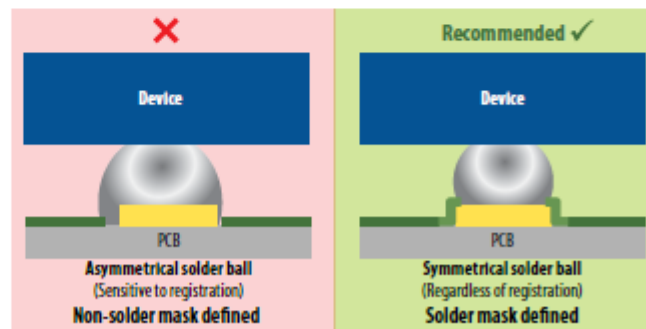 Recommended ✓
Device
Device
PCB
PCB
Asymmetrical solder ball
(Sensitive to registration)
Non-solder mask defined
Symmetrical solder ball
(Regardless of registration)
Solder mask defined